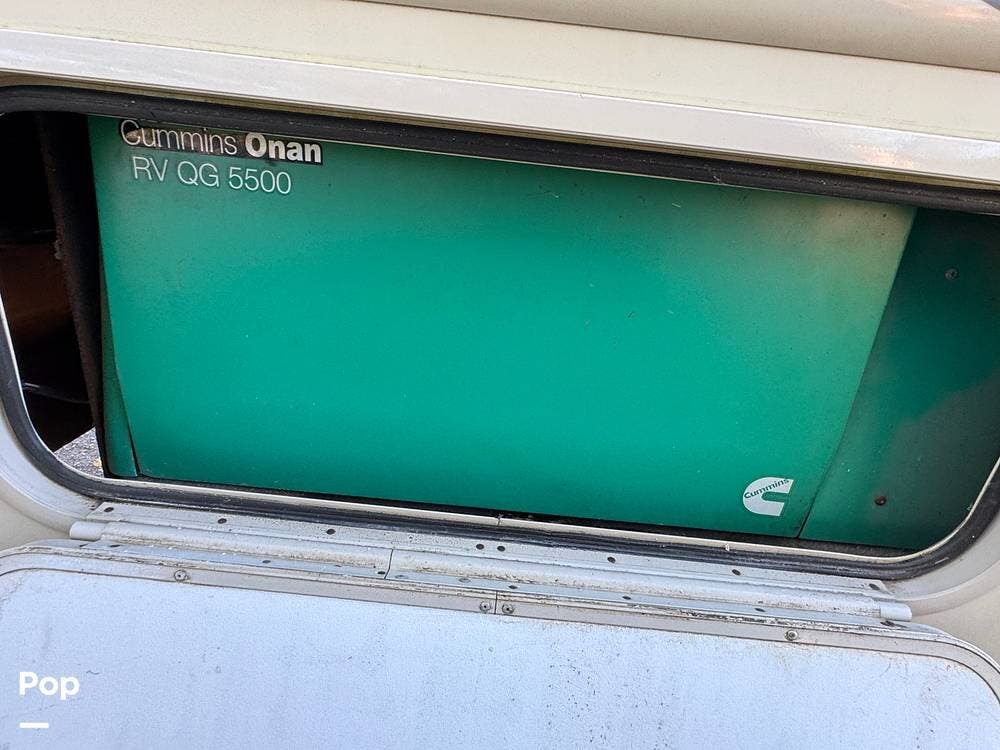 Cummins Onan
RV QG 5500
Cummins
Pop